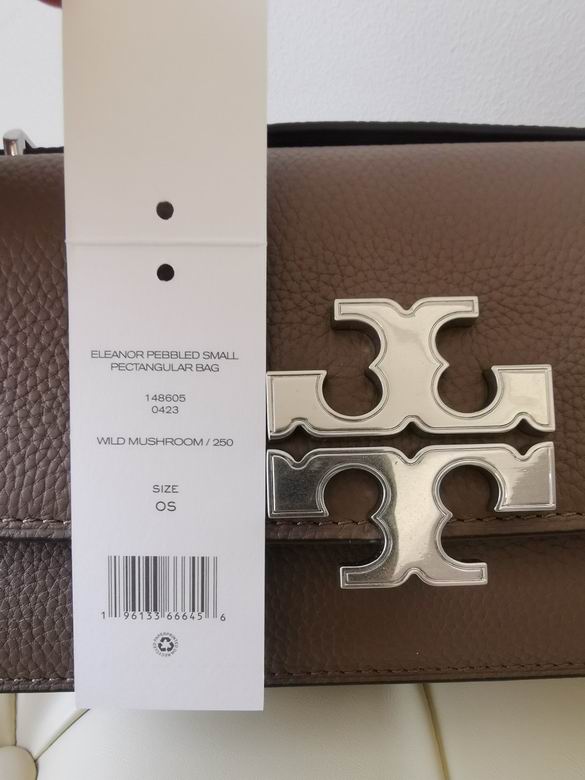 ELEANOR PEBBLED SMALL
PECTANGULAR BAG
148605
0423
WILD MUSHROOM / 250
SIZE
OS
1 96133 66645 6